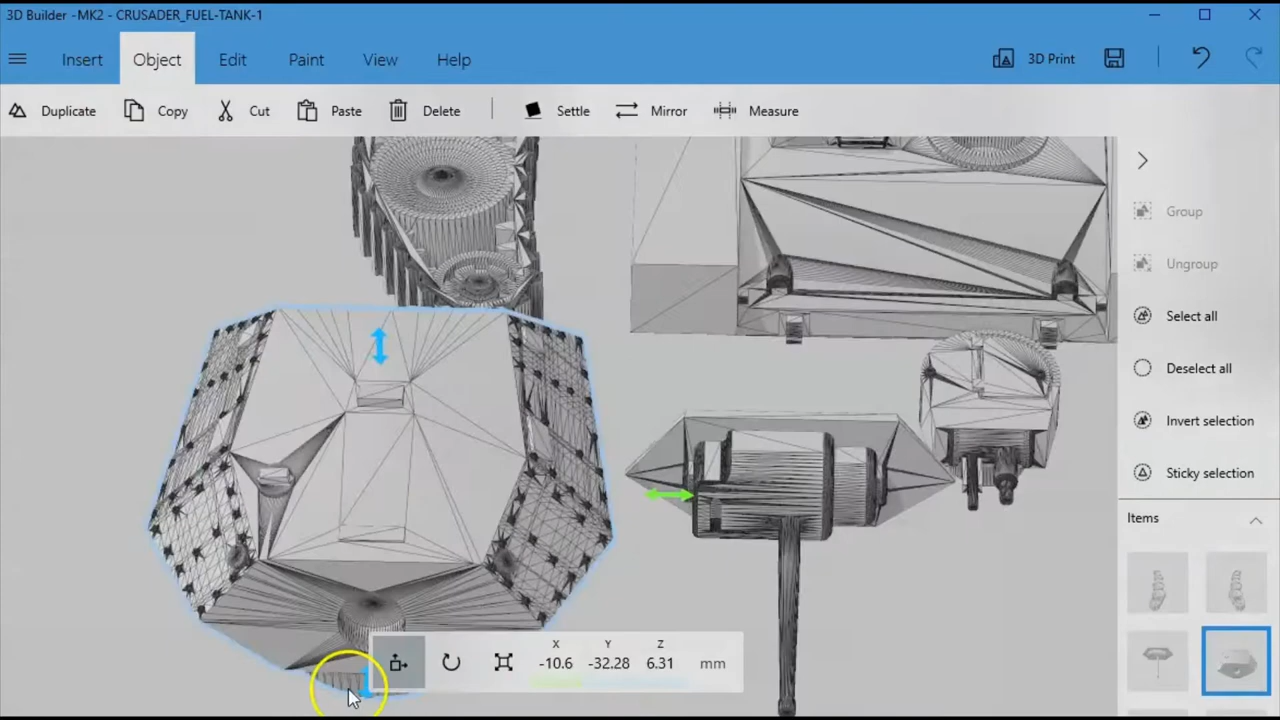 3D Builder - MK2 - CRUSADER_FUEL-TANK-1
Insert Object Edit Paint View Help 3D Print
Duplicate Copy Cut Paste Delete Settle Mirror Measure
Group
Ungroup
Select all
Deselect all
Invert selection
Sticky selection
Items
X Y Z
-10.6 -32.28 6.31 mm